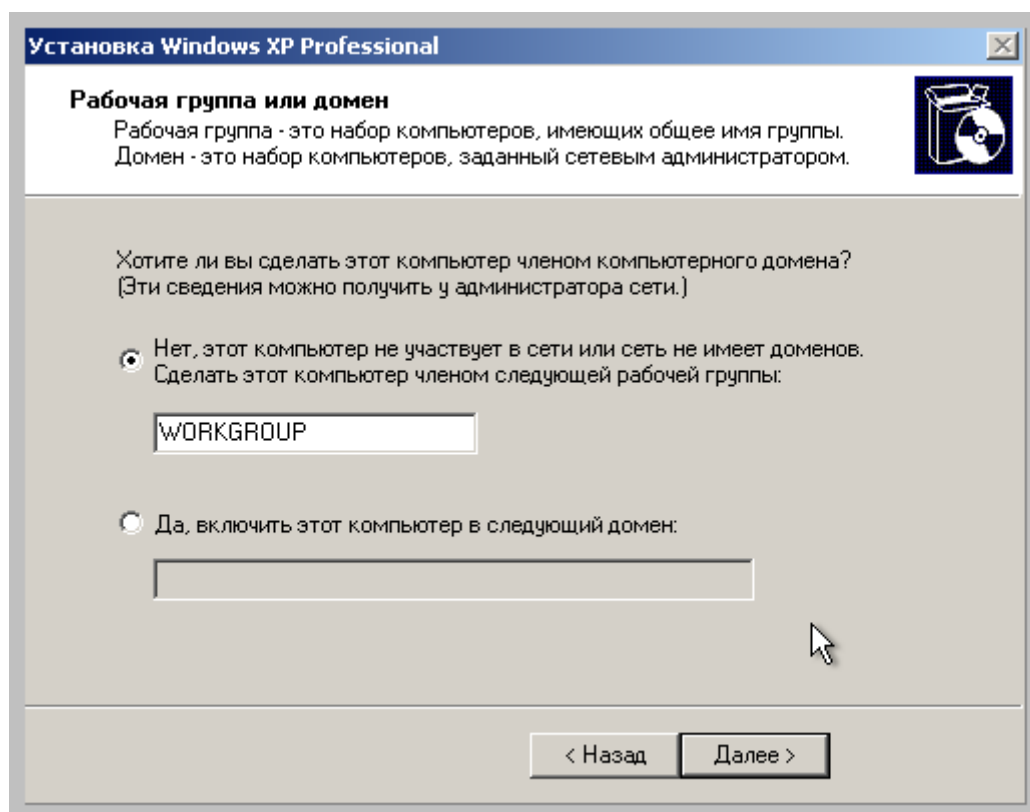 Установка Windows XP Professional
Рабочая группа или домен
Рабочая группа - это набор компьютеров, имеющих общее имя группы.
Домен - это набор компьютеров, заданный сетевым администратором.
Хотите ли вы сделать этот компьютер членом компьютерного домена?
(Эти сведения можно получить у администратора сети.)
Нет, этот компьютер не участвует в сети или сеть не имеет доменов.
Сделать этот компьютер членом следующей рабочей группы:
WORKGROUP
Да, включить этот компьютер в следующий домен:
< Назад
Далее >